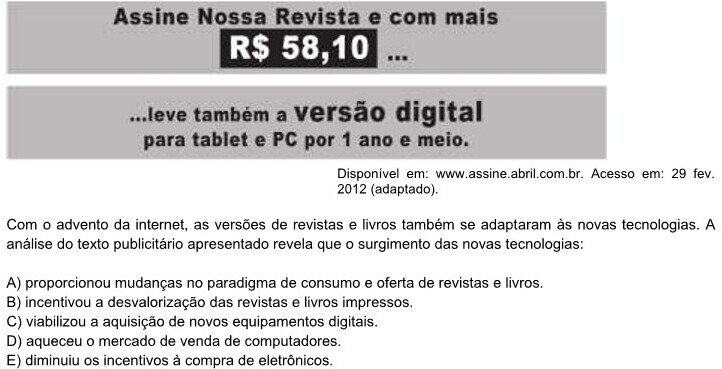 Assine Nossa Revista e com mais
R$ 58,10 ...
...leve também a versão digital
para tablet e PC por 1 ano e meio.
Disponível em: www.assine.abril.com.br. Acesso em: 29 fev.
2012 (adaptado).
Com o advento da internet, as versões de revistas e livros também se adaptaram às novas tecnologias. A
análise do texto publicitário apresentado revela que o surgimento das novas tecnologias:
A) proporcionou mudanças no paradigma de consumo e oferta de revistas e livros.
B) incentivou a desvalorização das revistas e livros impressos.
C) viabilizou a aquisição de novos equipamentos digitais.
D) aqueceu o mercado de venda de computadores.
E) diminuiu os incentivos à compra de eletrônicos.